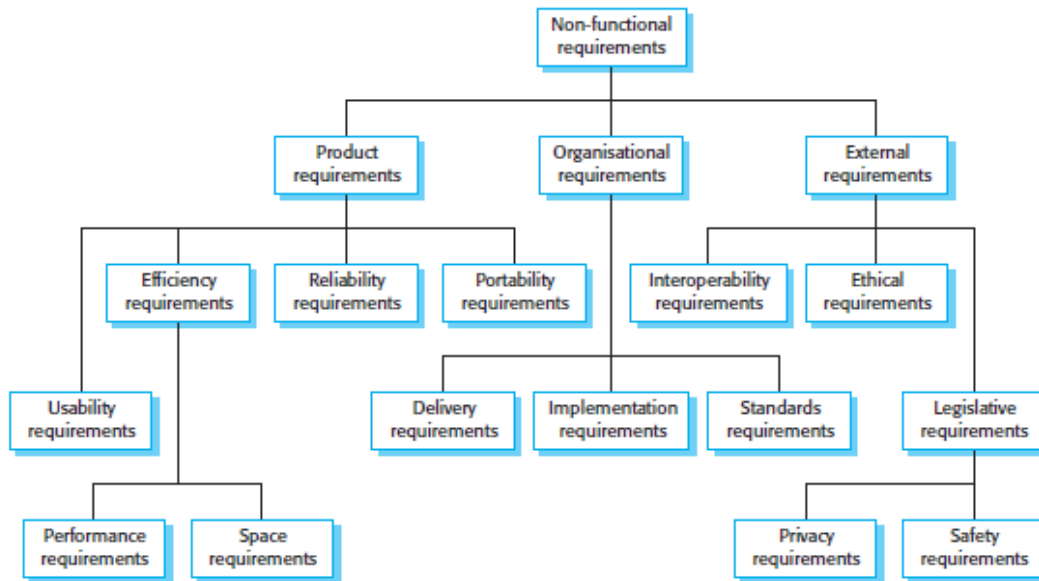 Non-functional
requirements
Product
requirements
Organisational
requirements
External
requirements
Efficiency
requirements
Reliability
requirements
Portability
requirements
Interoperability
requirements
Ethical
requirements
Usability
requirements
Delivery
requirements
Implementation
requirements
Standards
requirements
Legislative
requirements
Performance
requirements
Space
requirements
Privacy
requirements
Safety
requirements